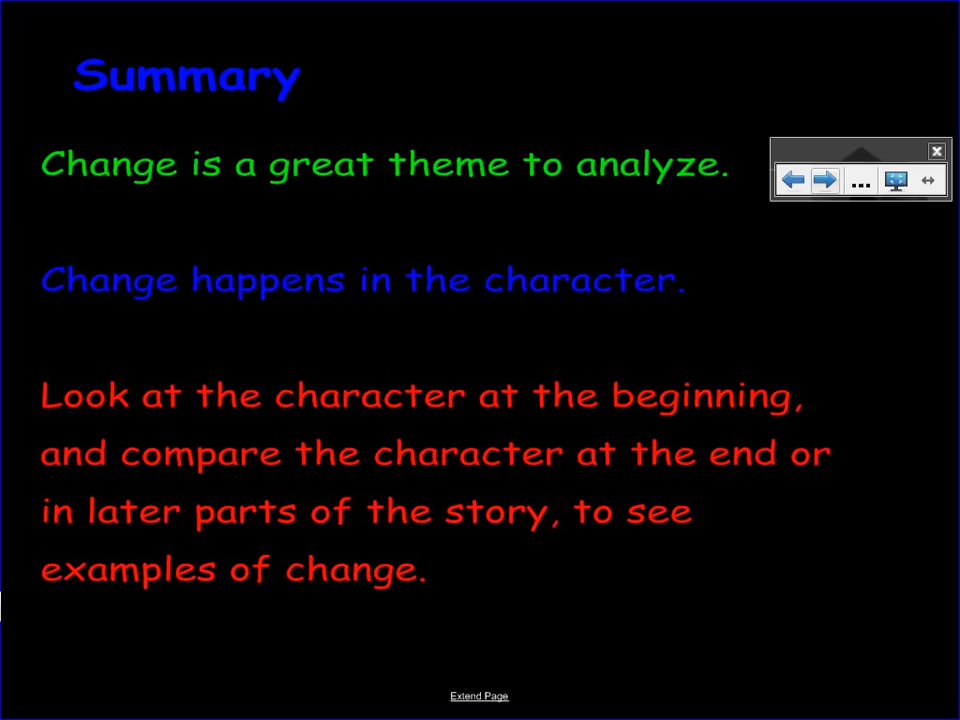 Summary
Change is a great theme to analyze.
Change happens in the character.
Look at the character at the beginning,
and compare the character at the end or
in later parts of the story, to see
examples of change.
Extend Page